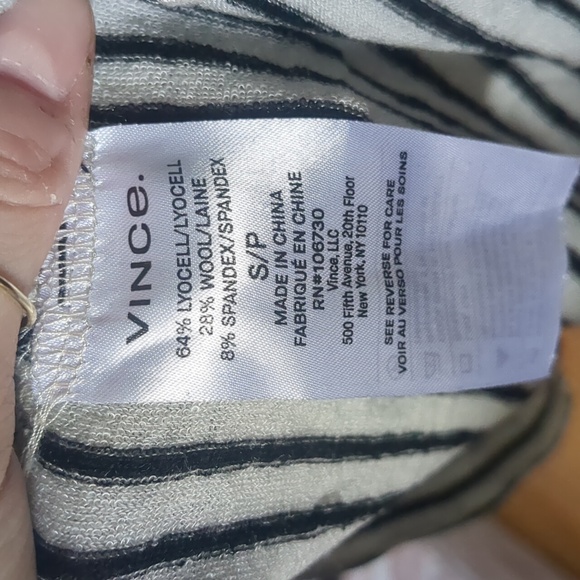 VINCE.
64% LYOCELL/LYOCELL
28% WOOL/LAINE
8% SPANDEX/SPANDEX
S/P
MADE IN CHINA
FABRIQUÉ EN CHINE
RN#106730
Vince, LLC
500 Fifth Avenue, 20th Floor
New York, NY 10110
SEE REVERSE FOR CARE
VOIR AU VERSO POUR LES SOINS